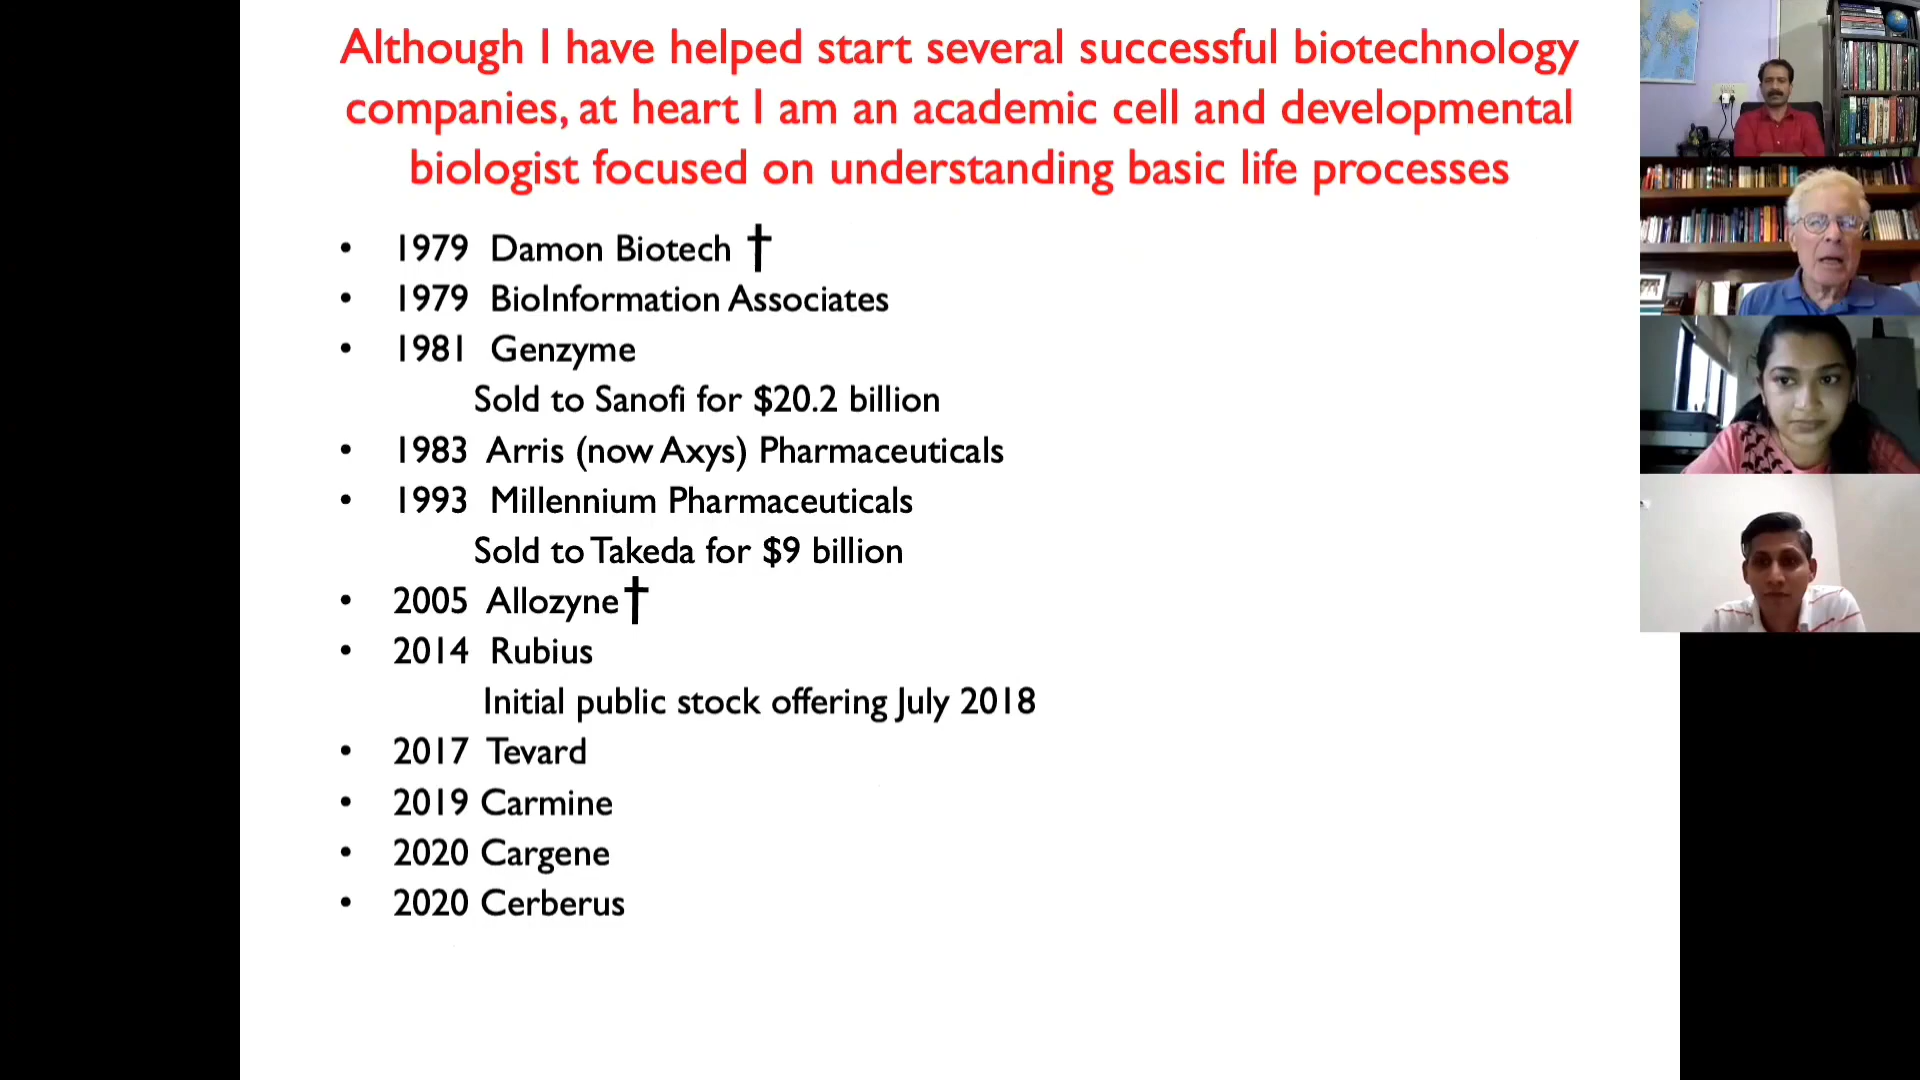 Although I have helped start several successful biotechnology
companies, at heart I am an academic cell and developmental
biologist focused on understanding basic life processes
• 1979 Damon Biotech †
• 1979 BioInformation Associates
• 1981 Genzyme
Sold to Sanofi for $20.2 billion
• 1983 Arris (now Axys) Pharmaceuticals
• 1993 Millennium Pharmaceuticals
Sold to Takeda for $9 billion
• 2005 Allozyne †
• 2014 Rubius
Initial public stock offering July 2018
• 2017 Tevard
• 2019 Carmine
• 2020 Cargene
• 2020 Cerberus